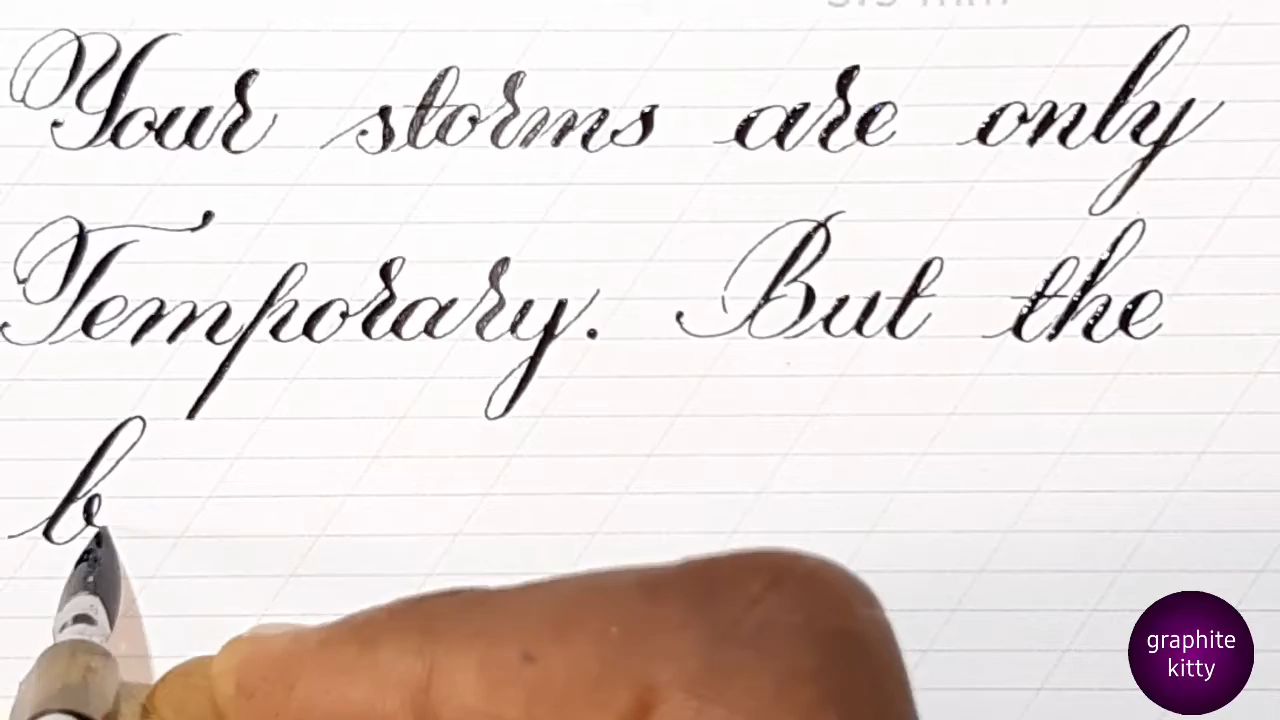 Your storms are only
Temporary. But the
b
graphite
kitty